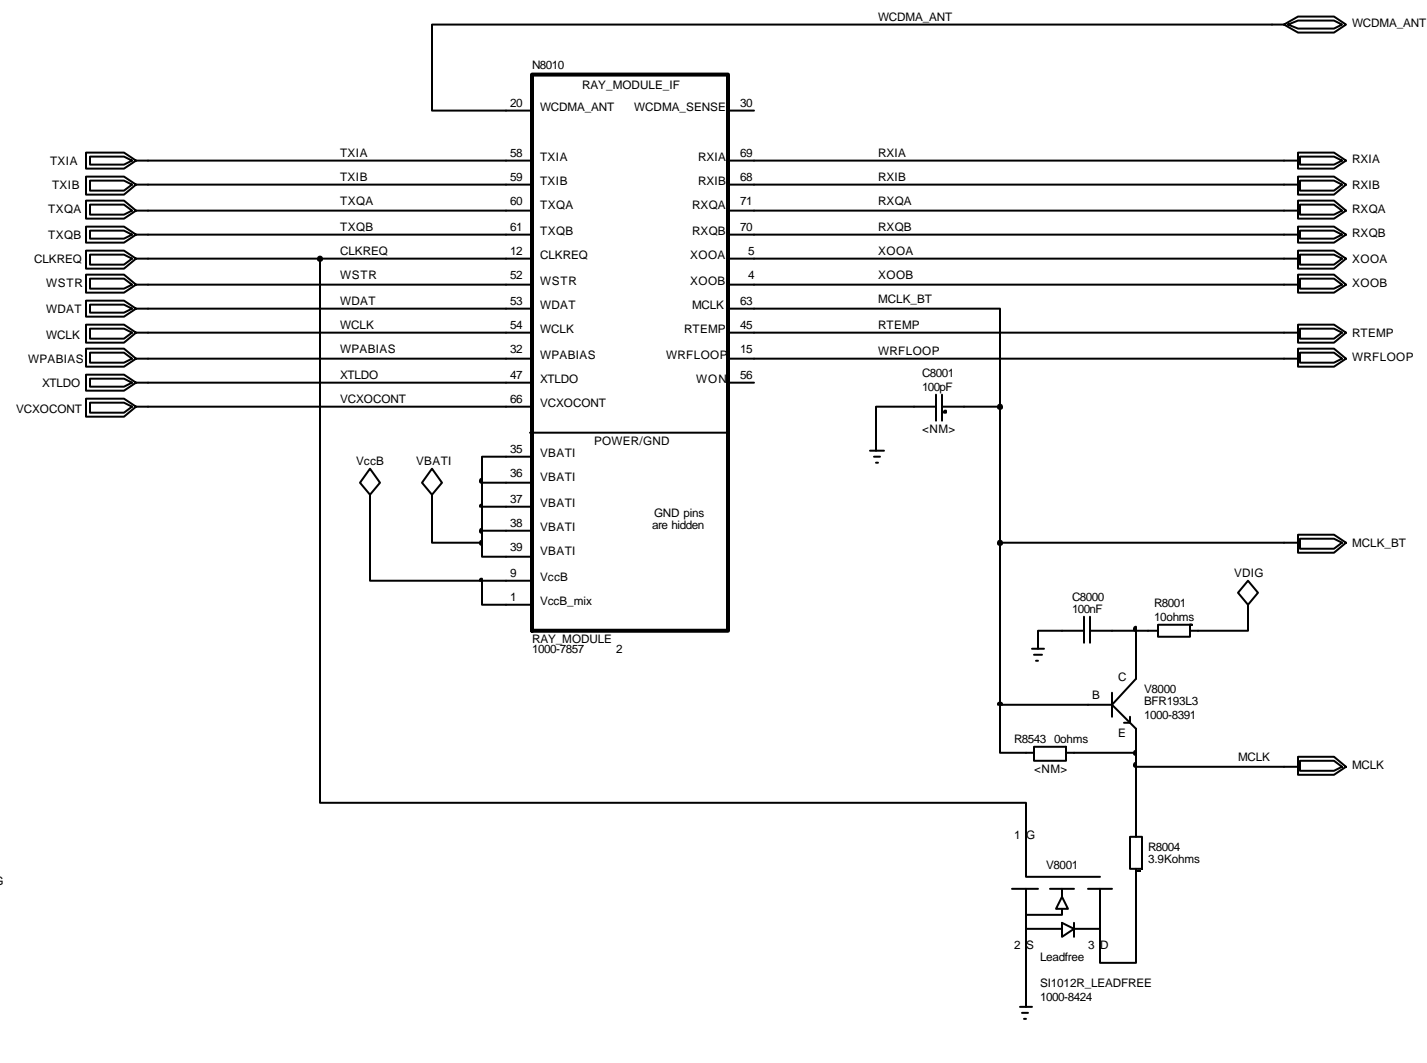 WCDMA_ANT
WCDMA_ANT
N8010
RAY_MODULE_IF
20 WCDMA_ANT WCDMA_SENSE 30
TXIA TXIA 58 TXIA RXIA 69 RXIA RXIA
TXIB TXIB 59 TXIB RXIB 68 RXIB RXIB
TXQA TXQA 60 TXQA RXQA 71 RXQA RXQA
TXQB TXQB 61 TXQB RXQB 70 RXQB RXQB
CLKREQ CLKREQ 12 CLKREQ XOOA 5 XOOA XOOA
WSTR WSTR 52 WSTR XOOB 4 XOOB XOOB
WDAT WDAT 53 WDAT MCLK 63 MCLK_BT
WCLK WCLK 54 WCLK RTEMP 45 RTEMP RTEMP
WPABIAS WPABIAS 32 WPABIAS WRFLOOP 15 WRFLOOP WRFLOOP
XTLDO XTLDO 47 XTLDO WON 56
VCXOCONT VCXOCONT 66 VCXOCONT
C8001
100pF
<NM>
POWER/GND
VccB VBATI
35 VBATI
36 VBATI
37 VBATI
38 VBATI
39 VBATI
9 VccB
1 VccB_mix
GND pins
are hidden
RAY_MODULE
1000-7857 2
MCLK_BT
VDIG
C8000
100nF
R8001
10ohms
C
B
E
V8000
BFR193L3
1000-8391
R8543 0ohms
<NM>
MCLK MCLK
R8004
3.9Kohms
1 G
V8001
2 S 3 D
Leadfree
SI1012R_LEADFREE
1000-8424